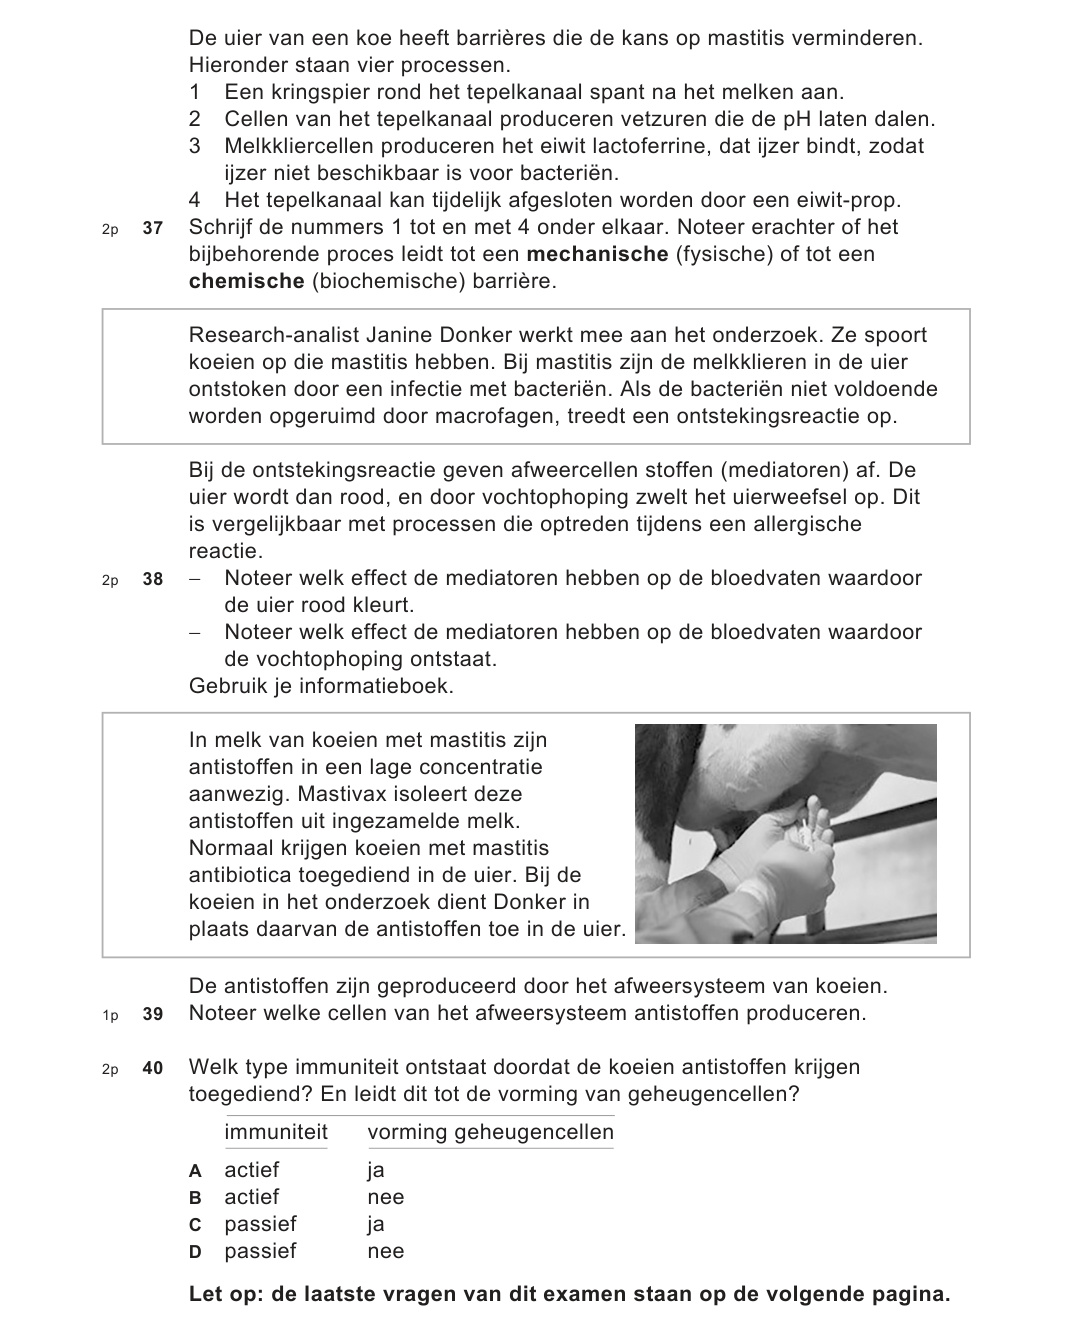 De uier van een koe heeft barrières die de kans op mastitis verminderen.
Hieronder staan vier processen.
1 Een kringspier rond het tepelkanaal spant na het melken aan.
2 Cellen van het tepelkanaal produceren vetzuren die de pH laten dalen.
3 Melkkliercellen produceren het eiwit lactoferrine, dat ijzer bindt, zodat
ijzer niet beschikbaar is voor bacteriën.
4 Het tepelkanaal kan tijdelijk afgesloten worden door een eiwit-prop.
2p 37 Schrijf de nummers 1 tot en met 4 onder elkaar. Noteer erachter of het
bijbehorende proces leidt tot een mechanische (fysische) of tot een
chemische (biochemische) barrière.
Research-analist Janine Donker werkt mee aan het onderzoek. Ze spoort
koeien op die mastitis hebben. Bij mastitis zijn de melkklieren in de uier
ontstoken door een infectie met bacteriën. Als de bacteriën niet voldoende
worden opgeruimd door macrofagen, treedt een ontstekingsreactie op.
Bij de ontstekingsreactie geven afweercellen stoffen (mediatoren) af. De
uier wordt dan rood, en door vochtophoping zwelt het uierweefsel op. Dit
is vergelijkbaar met processen die optreden tijdens een allergische
reactie.
2p 38 – Noteer welk effect de mediatoren hebben op de bloedvaten waardoor
de uier rood kleurt.
– Noteer welk effect de mediatoren hebben op de bloedvaten waardoor
de vochtophoping ontstaat.
Gebruik je informatieboek.
In melk van koeien met mastitis zijn
antistoffen in een lage concentratie
aanwezig. Mastivax isoleert deze
antistoffen uit ingezamelde melk.
Normaal krijgen koeien met mastitis
antibiotica toegediend in de uier. Bij de
koeien in het onderzoek dient Donker in
plaats daarvan de antistoffen toe in de uier.
De antistoffen zijn geproduceerd door het afweersysteem van koeien.
1p 39 Noteer welke cellen van het afweersysteem antistoffen produceren.
2p 40 Welk type immuniteit ontstaat doordat de koeien antistoffen krijgen
toegediend? En leidt dit tot de vorming van geheugencellen?
immuniteit vorming geheugencellen
A actief ja
B actief nee
C passief ja
D passief nee
Let op: de laatste vragen van dit examen staan op de volgende pagina.